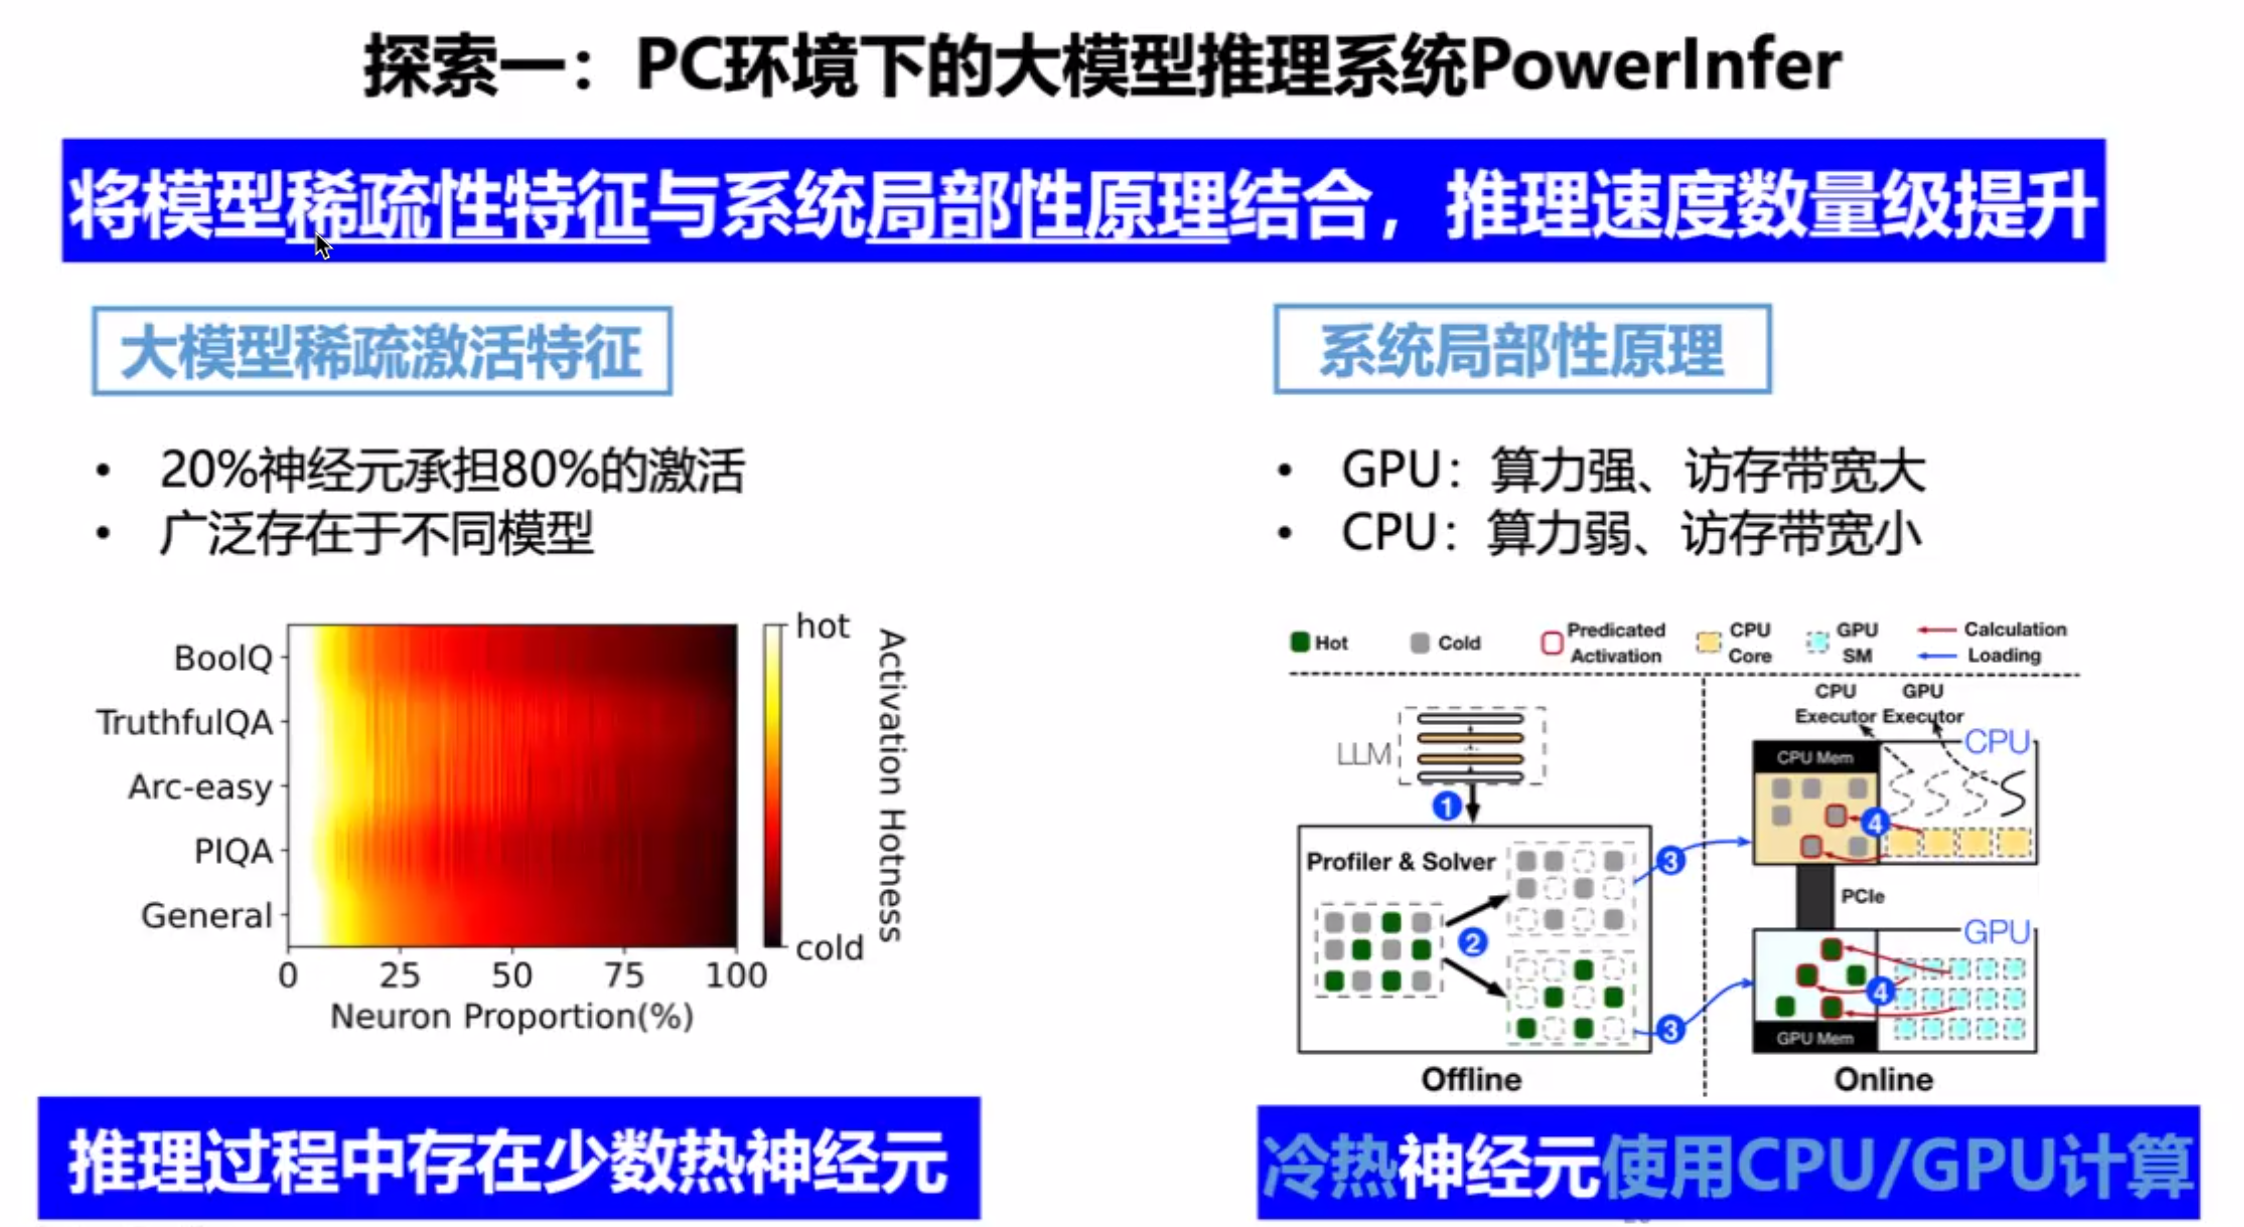 探索一：PC环境下的大模型推理系统PowerInfer
将模型稀疏性特征与系统局部性原理结合，推理速度数量级提升
大模型稀疏激活特征
• 20%神经元承担80%的激活
• 广泛存在于不同模型
BoolQ
TruthfulQA
Arc-easy
PIQA
General
0 25 50 75 100
Neuron Proportion(%)
hot
cold
Activation Hotness
推理过程中存在少数热神经元
系统局部性原理
• GPU：算力强、访存带宽大
• CPU：算力弱、访存带宽小
Hot
Cold
Predicated
Activation
CPU
Core
GPU
SM
Calculation
Loading
LLM
1
Profiler & Solver
2
3
3
Offline
CPU
Executor
GPU
Executor
CPU
CPU Mem
4
PCIe
GPU
4
GPU Mem
Online
冷热神经元使用CPU/GPU计算